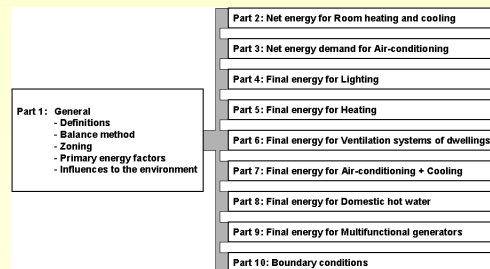 Part 1: General
- Definitions
- Balance method
- Zoning
- Primary energy factors
- Influences to the environment
Part 2: Net energy for Room heating and cooling
Part 3: Net energy demand for Air-conditioning
Part 4: Final energy for Lighting
Part 5: Final energy for Heating
Part 6: Final energy for Ventilation systems of dwellings
Part 7: Final energy for Air-conditioning + Cooling
Part 8: Final energy for Domestic hot water
Part 9: Final energy for Multifunctional generators
Part 10: Boundary conditions